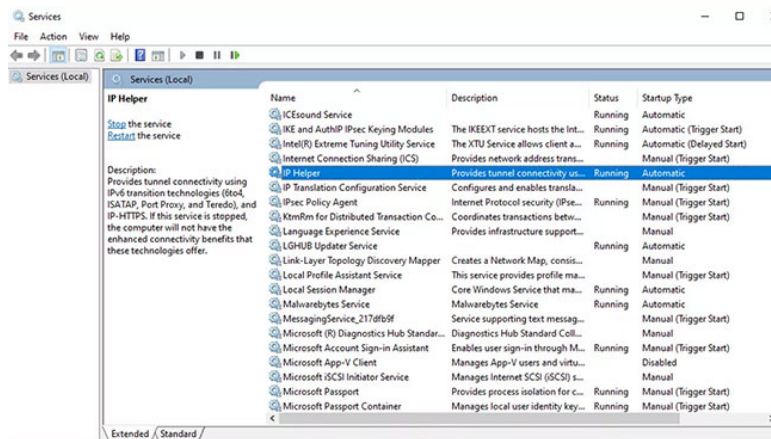 Services
File Action View Help
Services (Local)
Services (Local)
IP Helper
Stop the service
Restart the service
Description:
Provides tunnel connectivity using
IPv6 transition technologies (6to4,
ISATAP, Port Proxy, and Teredo), and
IP-HTTPS. If this service is stopped,
the computer will not have the
enhanced connectivity benefits that
these technologies offer.
Name Description Status Startup Type
ICEsound Service Running Automatic
IKE and AuthIP IPsec Keying Modules The IKEEXT service hosts the Int... Running Automatic (Trigger Start)
Intel(R) Extreme Tuning Utility Service The XTU Service allows client a... Running Automatic (Delayed Start)
Internet Connection Sharing (ICS) Provides network address trans... Manual (Trigger Start)
IP Helper Provides tunnel connectivity us... Running Automatic
IP Translation Configuration Service Configures and enables transla... Manual (Trigger Start)
IPsec Policy Agent Internet Protocol security (IPse... Running Manual (Trigger Start)
KtmRm for Distributed Transaction Co... Coordinates transactions betw... Manual (Trigger Start)
Language Experience Service Provides infrastructure support... Manual
LGHUB Updater Service Running Automatic
Link-Layer Topology Discovery Mapper Creates a Network Map, consis... Manual
Local Profile Assistant Service This service provides profile ma... Manual (Trigger Start)
Local Session Manager Core Windows Service that ma... Running Automatic
Malwarebytes Service Malwarebytes Service Running Automatic
MessagingService_217dfb9f Service supporting text messag... Manual (Trigger Start)
Microsoft (R) Diagnostics Hub Standar... Diagnostics Hub Standard Coll... Manual
Microsoft Account Sign-in Assistant Enables user sign-in through M... Running Manual (Trigger Start)
Microsoft App-V Client Manages App-V users and virtu... Disabled
Microsoft iSCSI Initiator Service Manages Internet SCSI (iSCSI) s... Manual
Microsoft Passport Provides process isolation for c... Running Manual (Trigger Start)
Microsoft Passport Container Manages local user identity key... Running Manual (Trigger Start)
Extended Standard